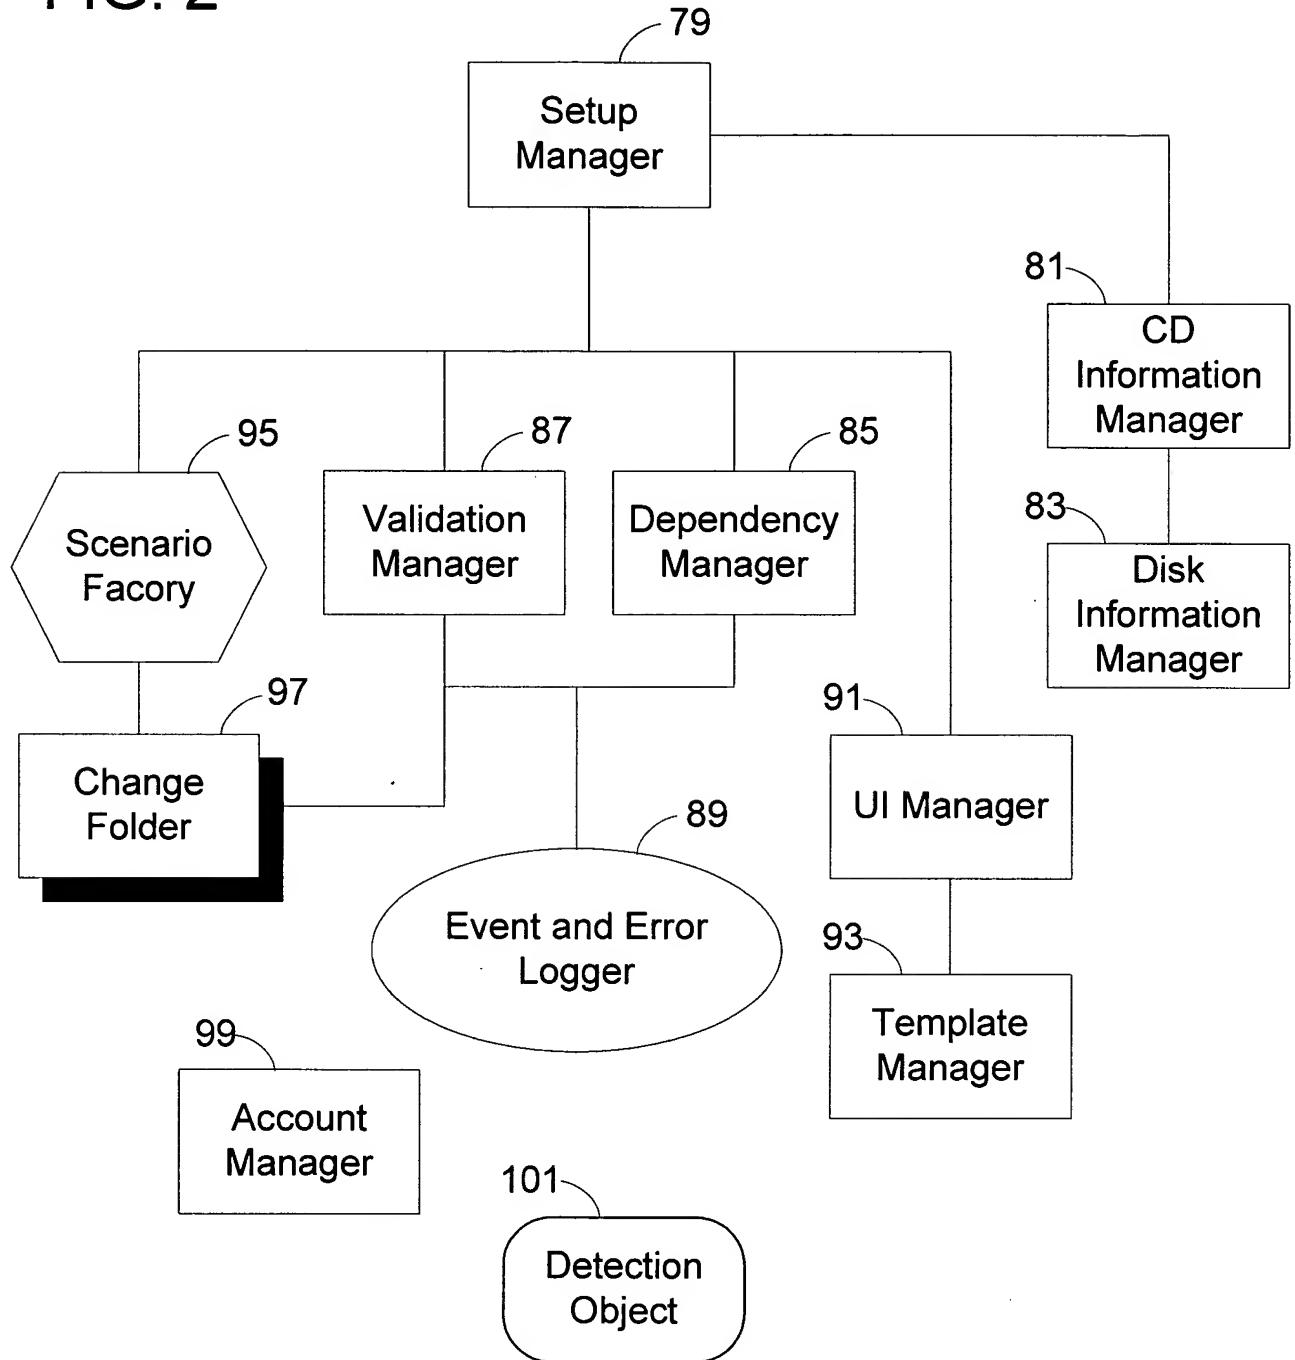 FIG. 2
79
Setup
Manager
81
CD
Information
Manager
95
87
85
Scenario
Facory
Validation
Manager
Dependency
Manager
83
Disk
Information
Manager
97
Change
Folder
91
UI Manager
89
Event and Error
Logger
93
Template
Manager
99
Account
Manager
101
Detection
Object